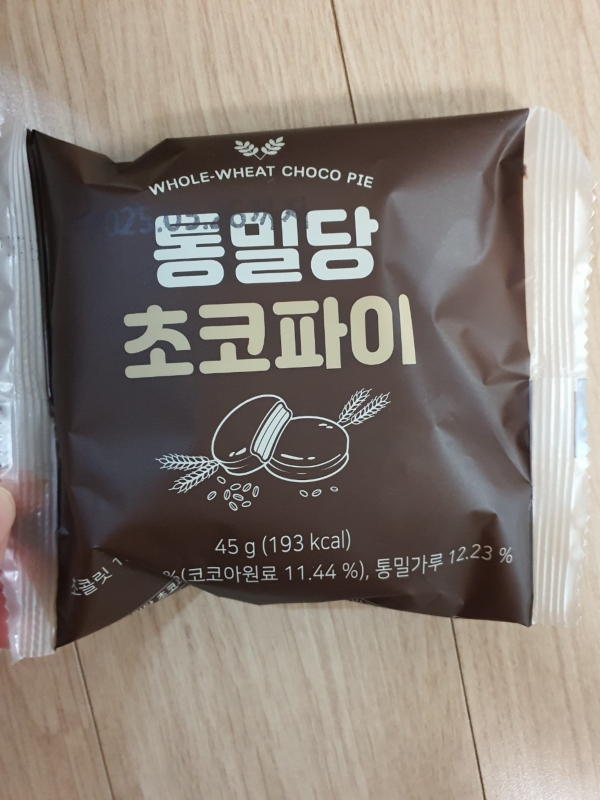 WHOLE-WHEAT CHOCO PIE
통밀당
초코파이
45 g (193 kcal)
%(코코아원료 11.44 %), 통밀가루 12.23 %